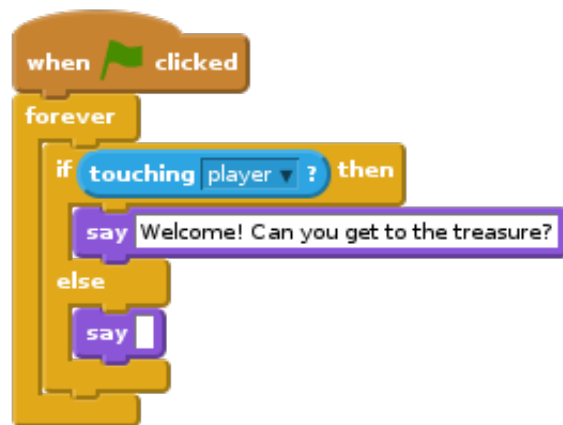 when clicked
forever
if touching player ? then
say Welcome! Can you get to the treasure?
else
say